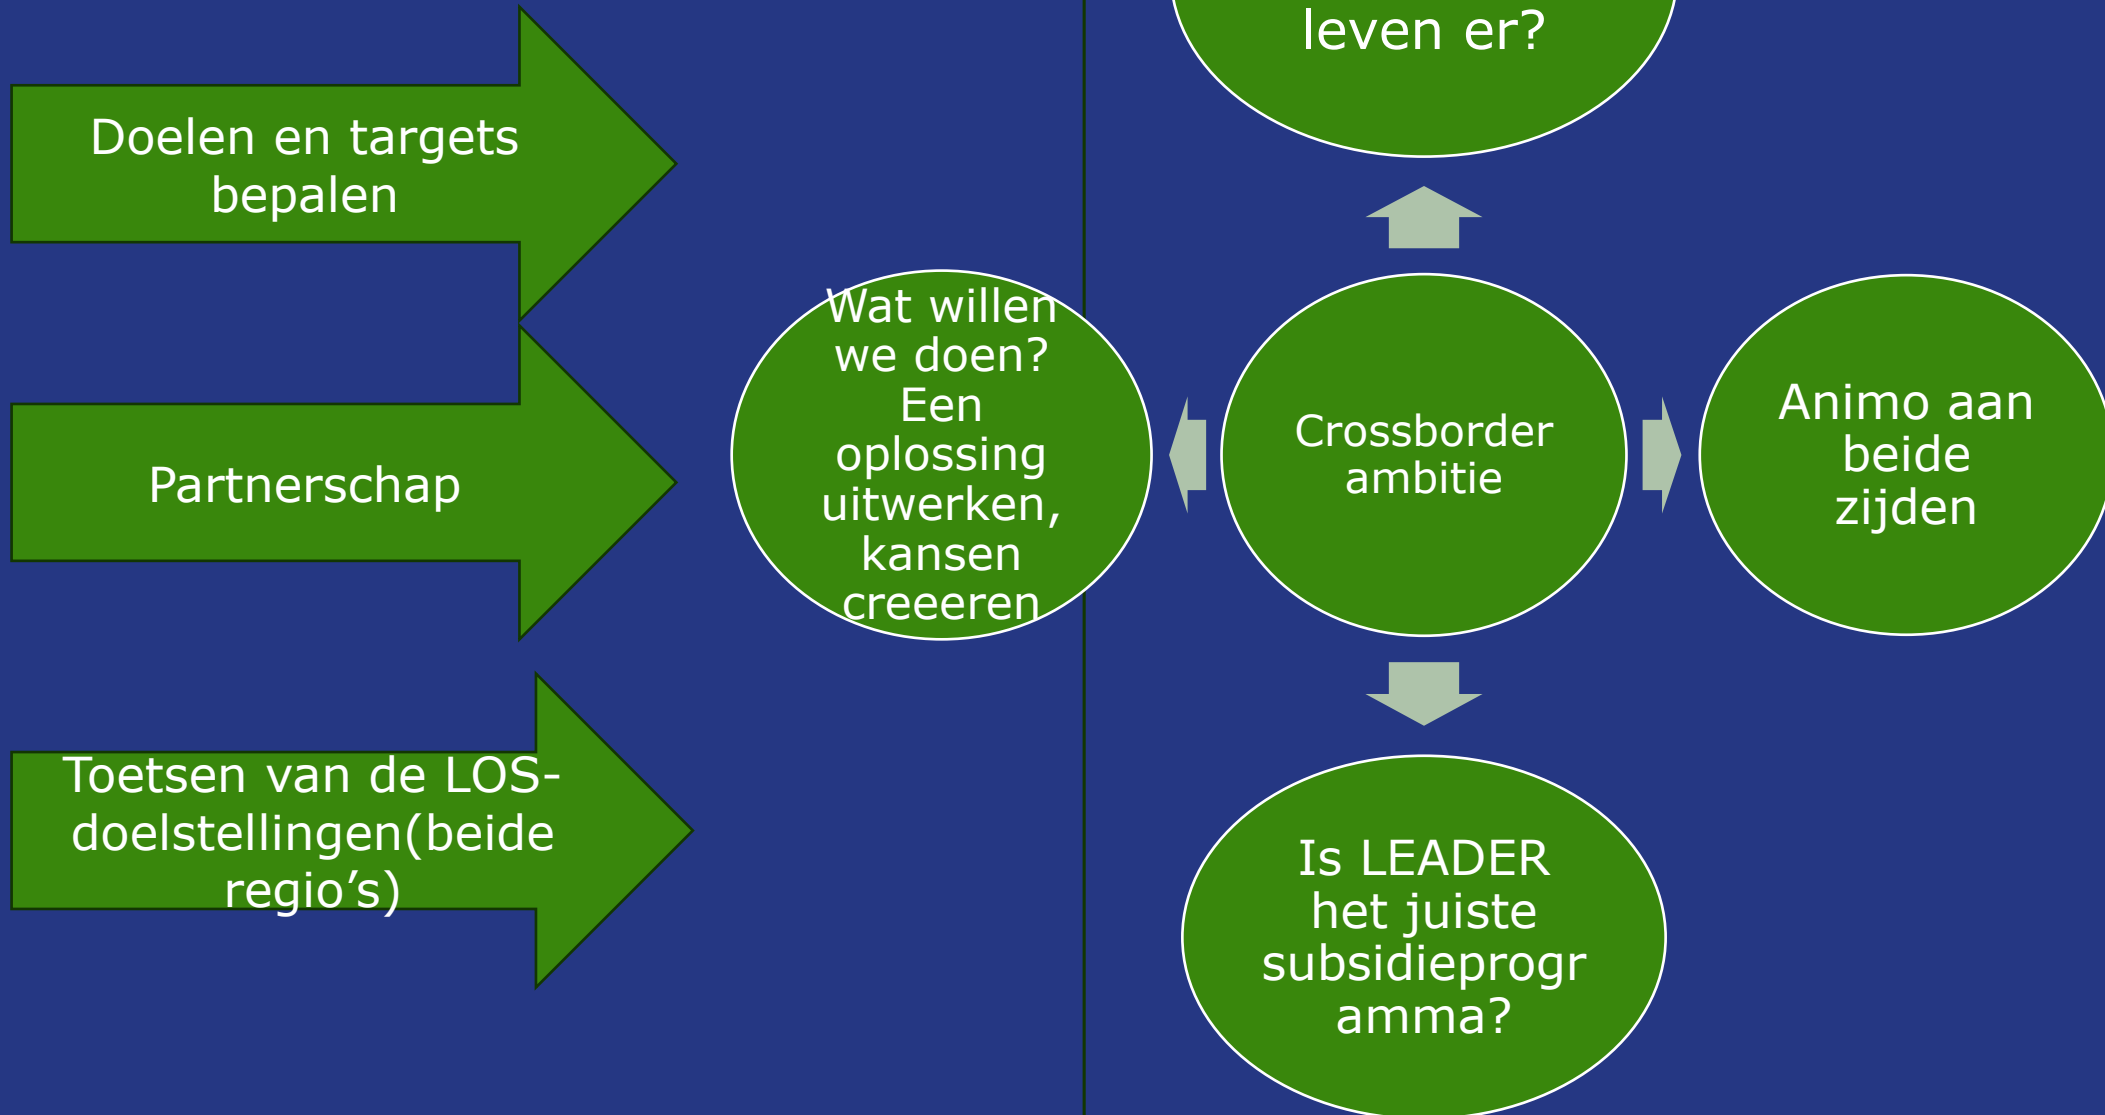 Doelen en targets
bepalen
Partnerschap
Toetsen van de LOS-
doelstellingen(beide
regio’s)
leven er?
Wat willen
we doen?
Een
oplossing
uitwerken,
kansen
creeeren
Crossborder
ambitie
Animo aan
beide
zijden
Is LEADER
het juiste
subsidieprogr
amma?